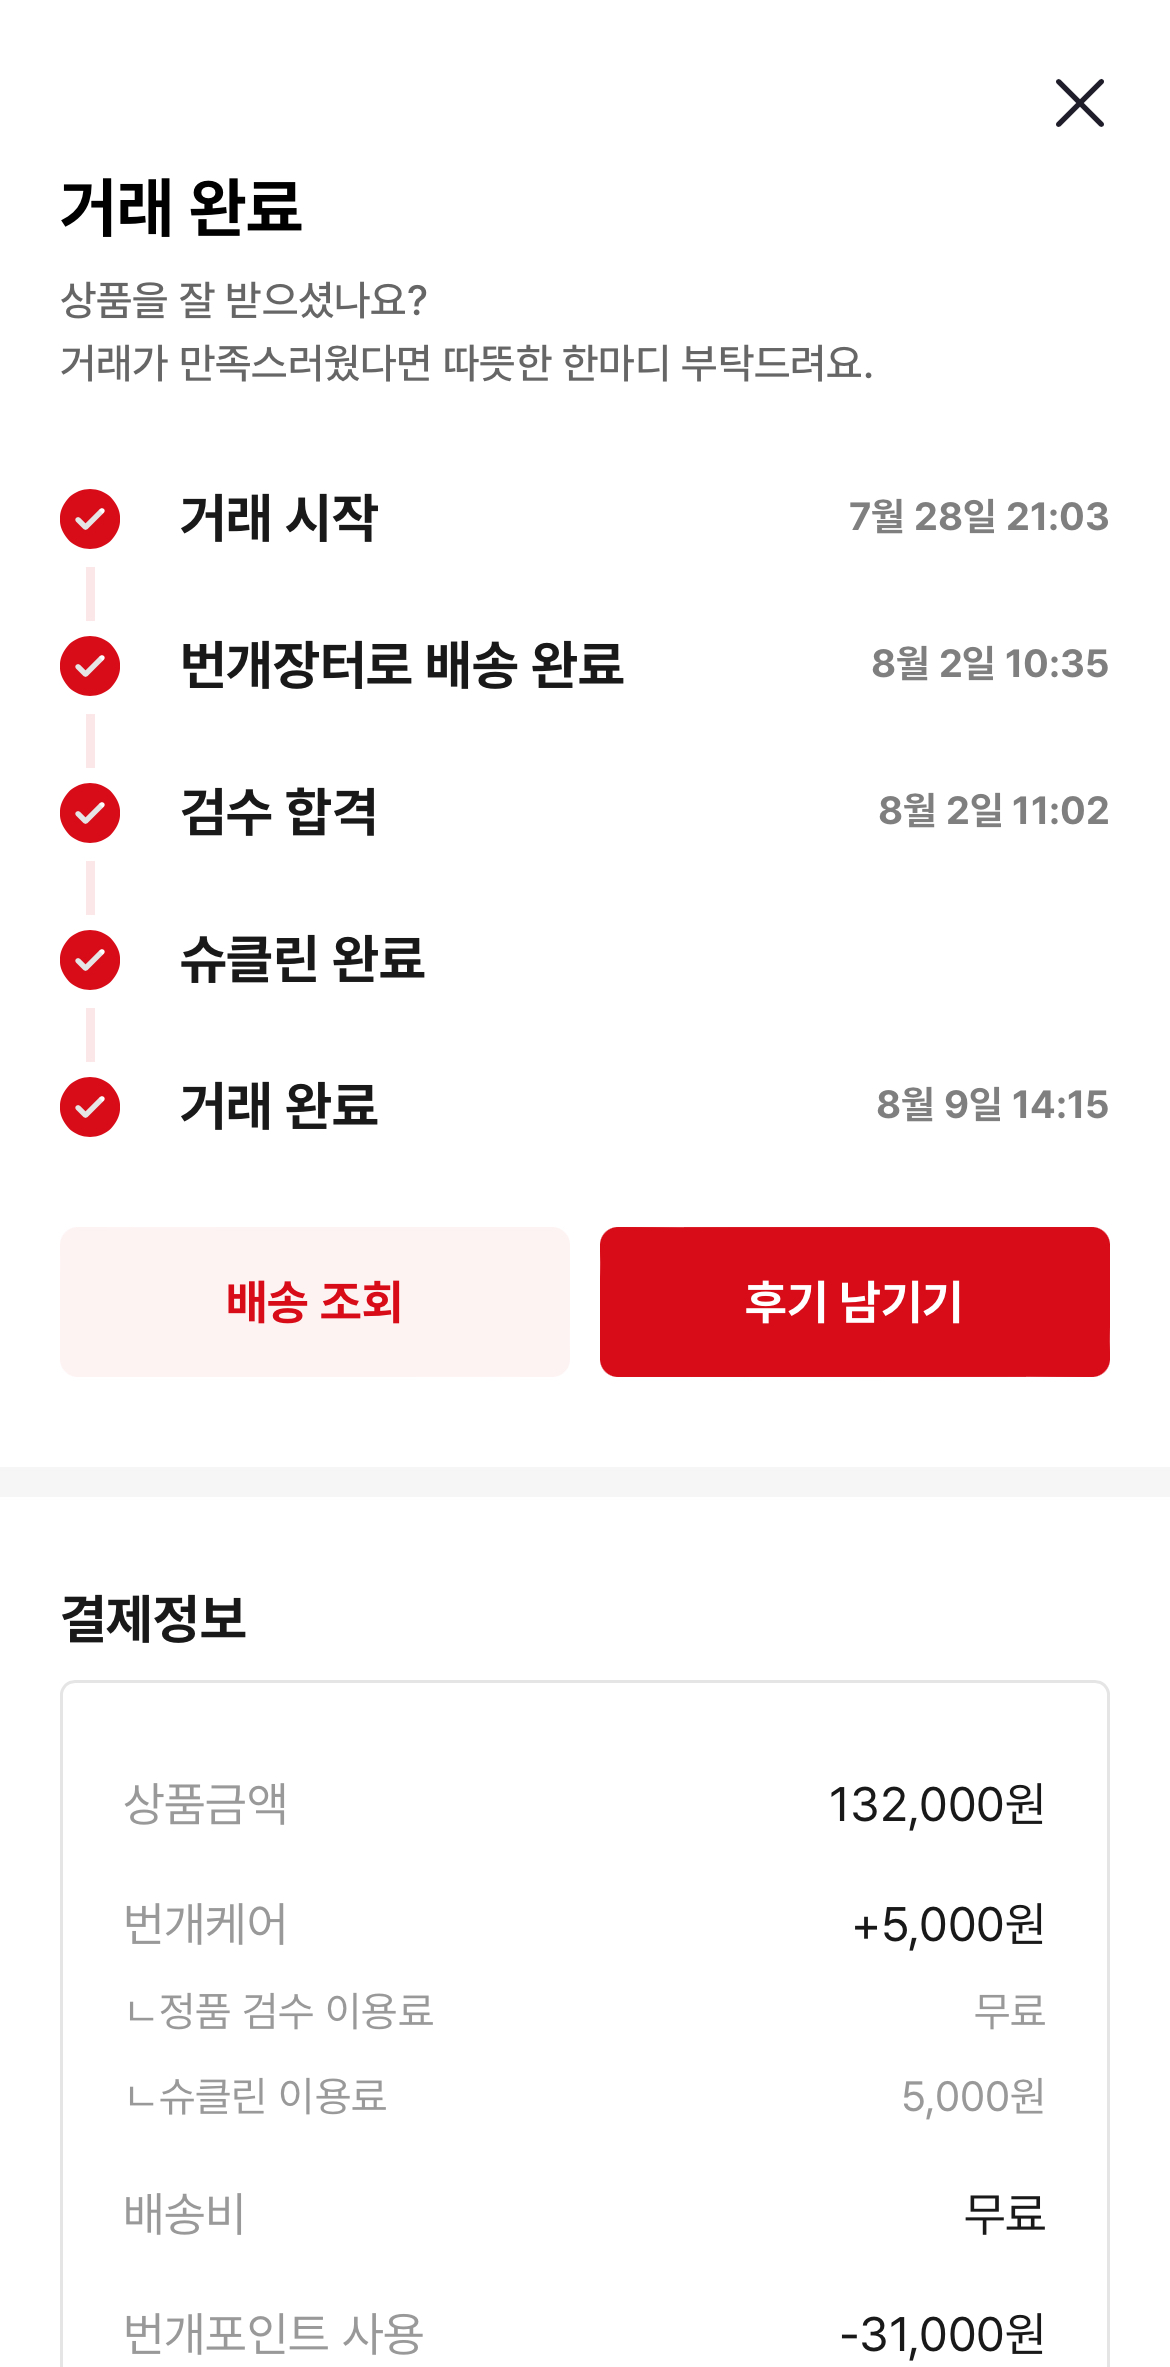 거래 완료
상품을 잘 받으셨나요?
거래가 만족스러웠다면 따뜻한 한마디 부탁드려요.
거래 시작 7월 28일 21:03
번개장터로 배송 완료 8월 2일 10:35
검수 합격 8월 2일 11:02
슈클린 완료
거래 완료 8월 9일 14:15
배송 조회 후기 남기기
결제정보
상품금액 132,000원
번개케어 +5,000원
ㄴ정품 검수 이용료 무료
ㄴ슈클린 이용료 5,000원
배송비 무료
번개포인트 사용 -31,000원